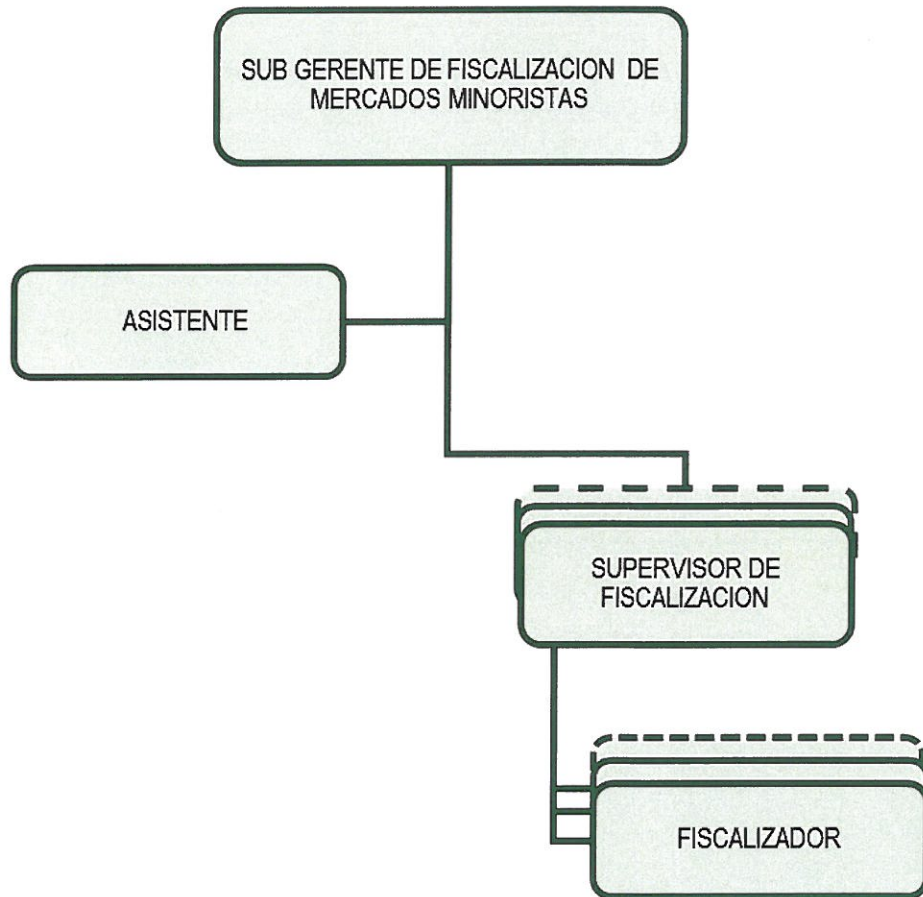 SUB GERENTE DE FISCALIZACION DE
MERCADOS MINORISTAS
ASISTENTE
SUPERVISOR DE
FISCALIZACION
FISCALIZADOR